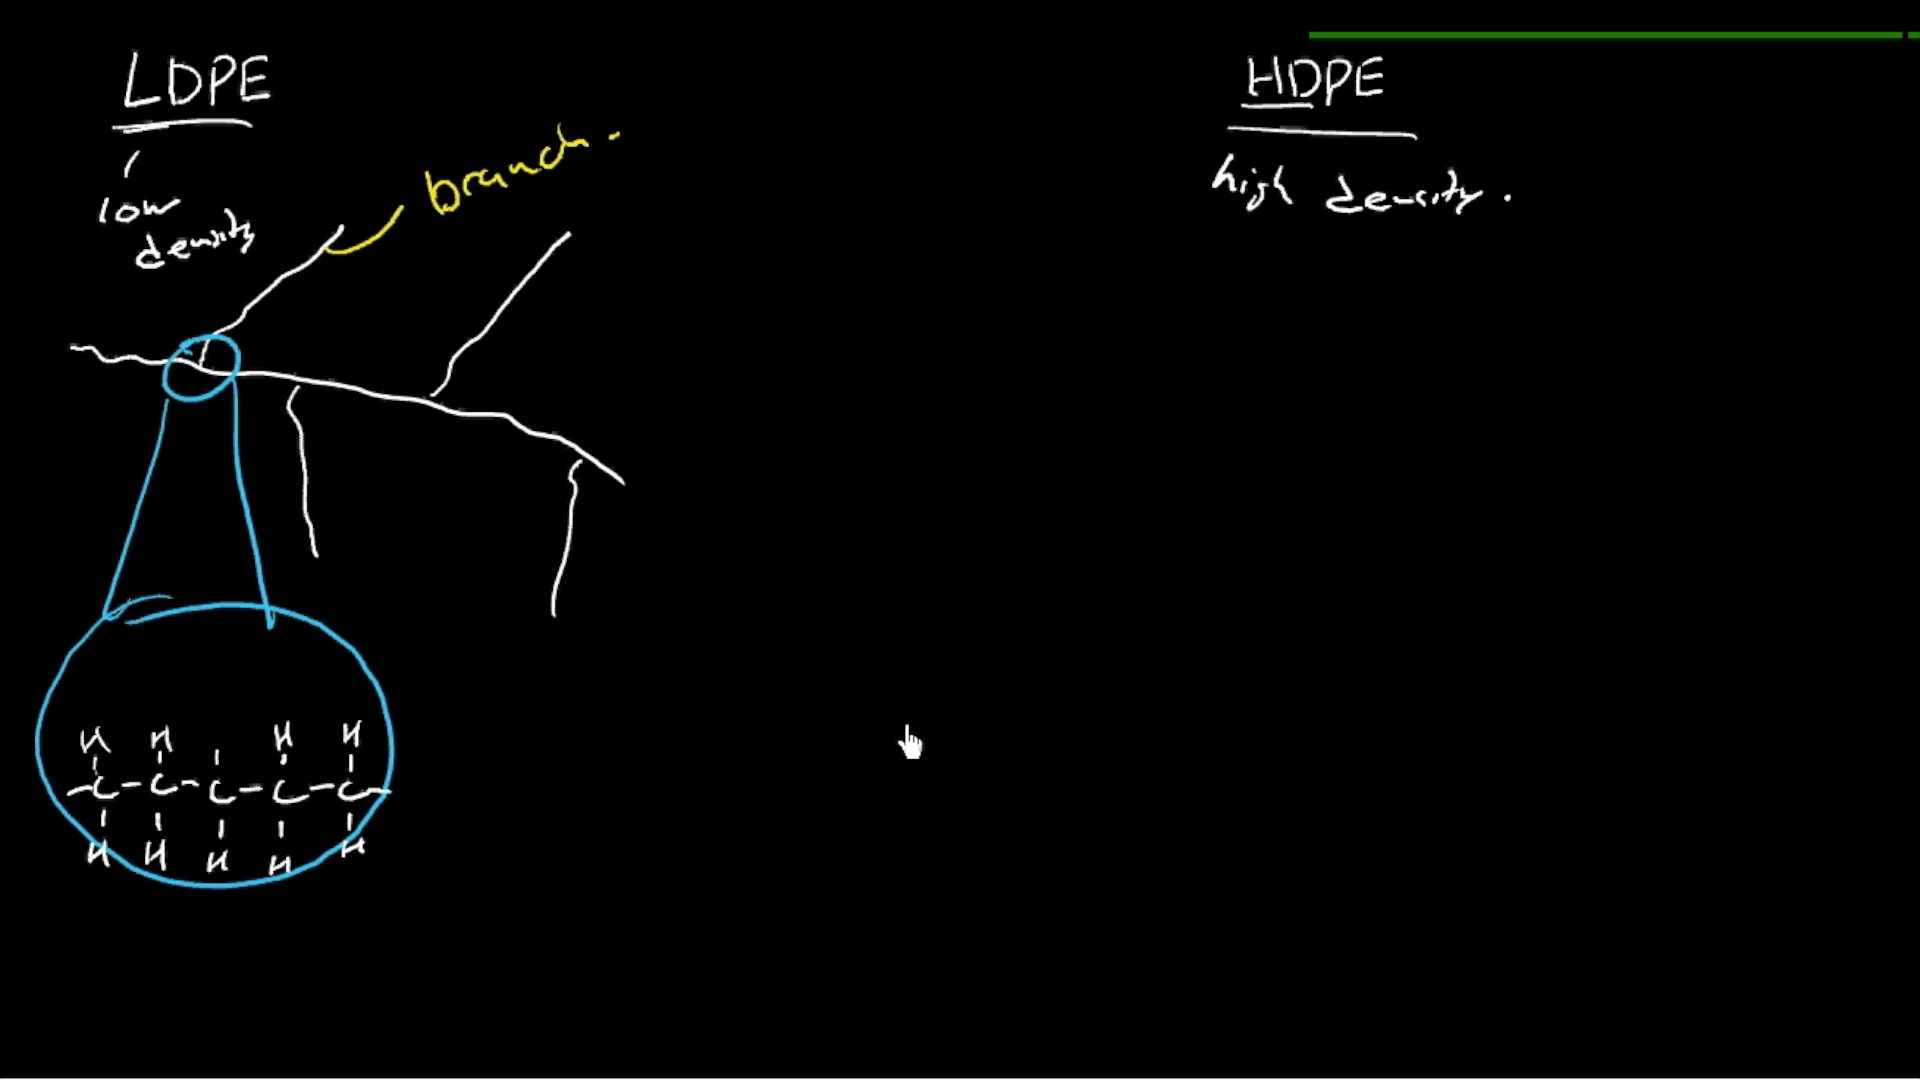 LDPE
low
density
branch.
HDPE
high density.
H H H H
-C-C-C-C-C-
H H H H H